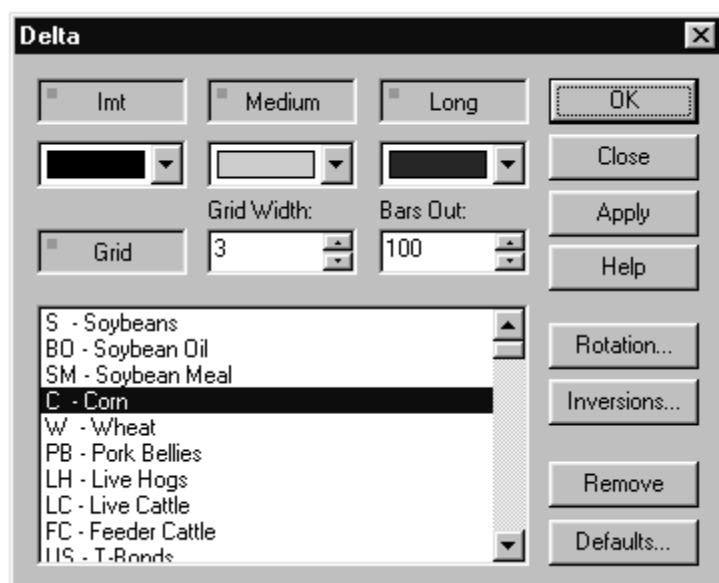 Delta
Imt Medium Long OK
Close
Grid Width: Bars Out: Apply
Grid 3 100
Help
S - Soybeans
BO - Soybean Oil
SM - Soybean Meal
C - Corn
W - Wheat
PB - Pork Bellies
LH - Live Hogs
LC - Live Cattle
FC - Feeder Cattle
US - T-Bonds
Rotation...
Inversions...
Remove
Defaults...